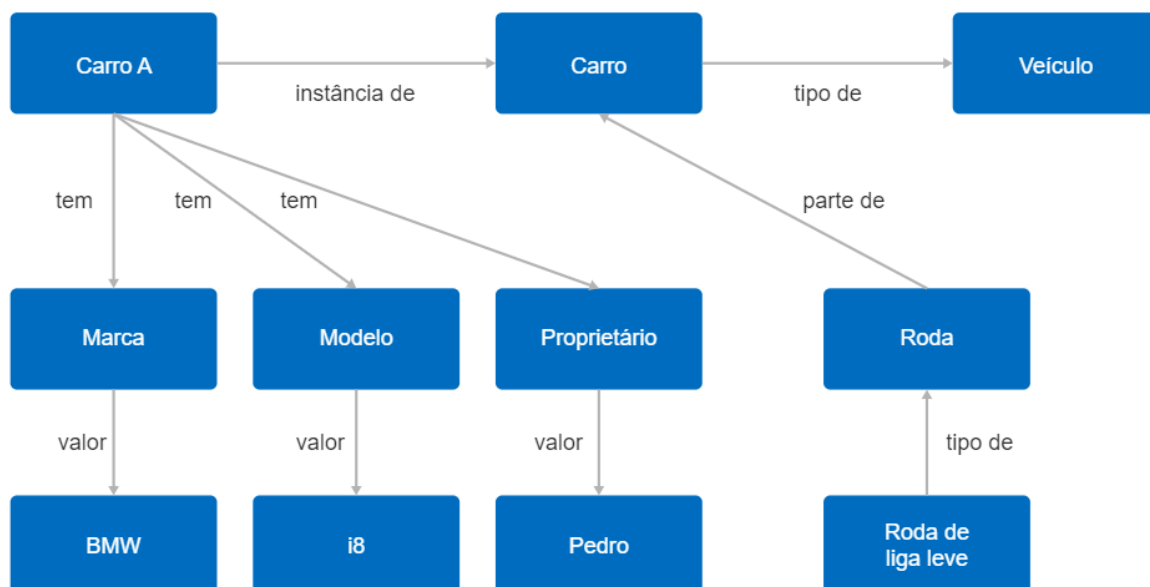 Carro A
Carro
Veículo
instância de
tipo de
tem
tem
tem
parte de
Marca
Modelo
Proprietário
Roda
valor
valor
valor
tipo de
BMW
i8
Pedro
Roda de
liga leve